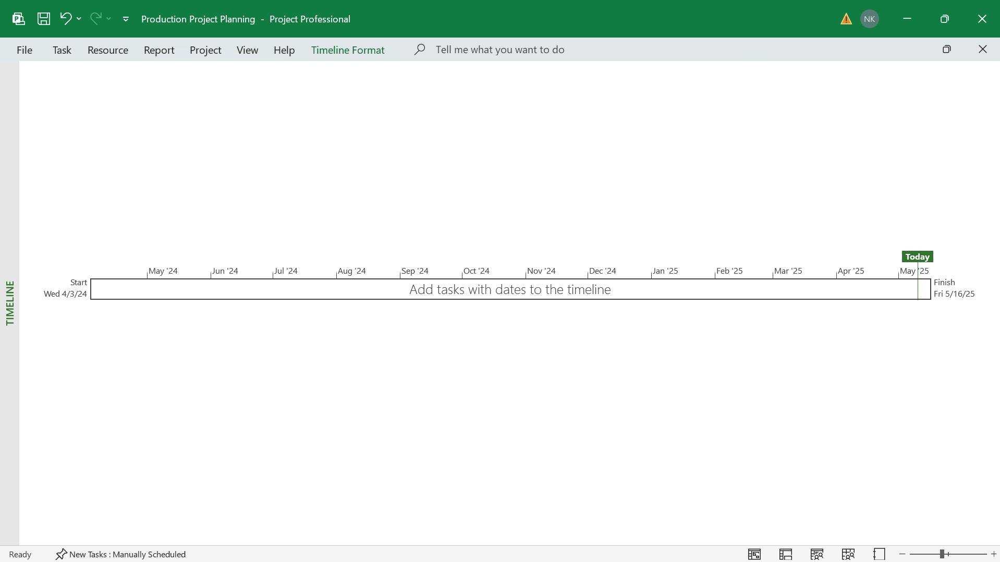 Production Project Planning - Project Professional
NK
File Task Resource Report Project View Help Timeline Format Tell me what you want to do
Today
May '24 Jun '24 Jul '24 Aug '24 Sep '24 Oct '24 Nov '24 Dec '24 Jan '25 Feb '25 Mar '25 Apr '25 May '25
Start
Wed 4/3/24
Add tasks with dates to the timeline
Finish
Fri 5/16/25
TIMELINE
Ready New Tasks : Manually Scheduled